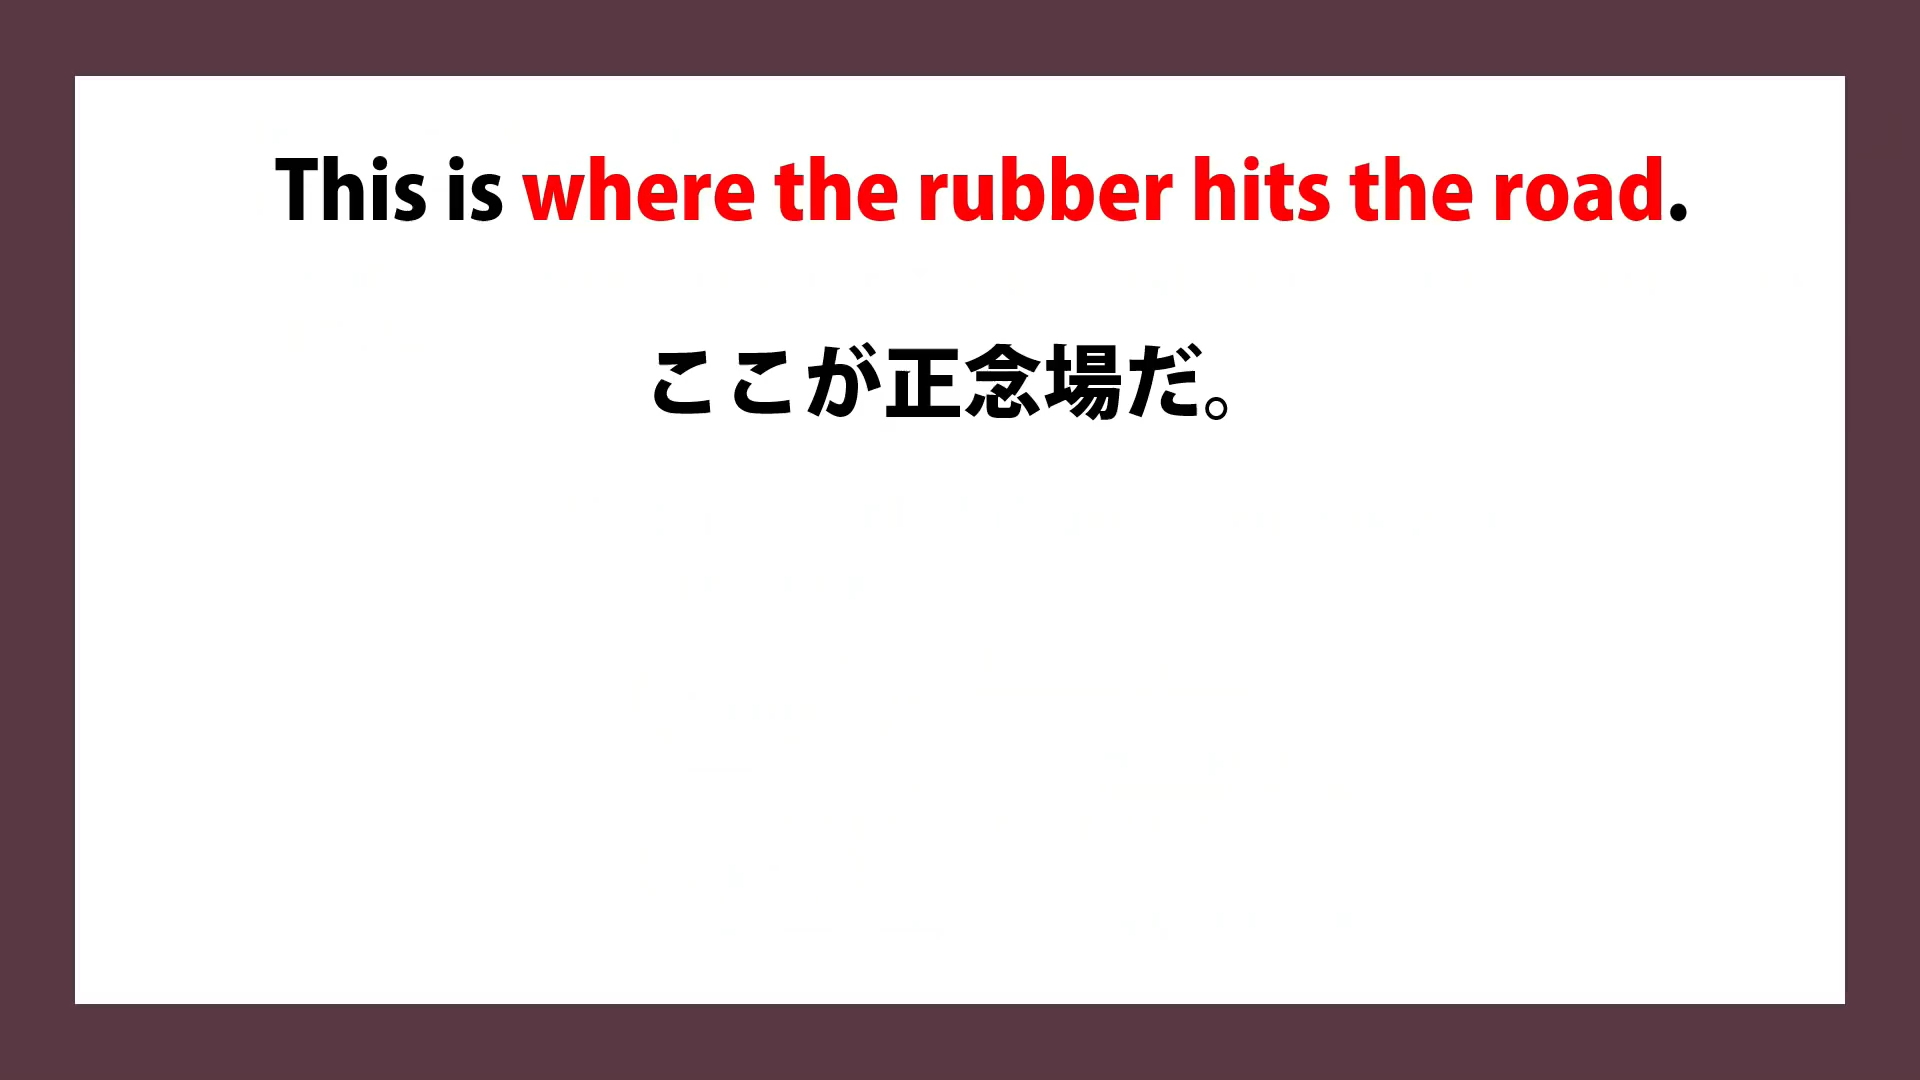 This is where the rubber hits the road.
ここが正念場だ。